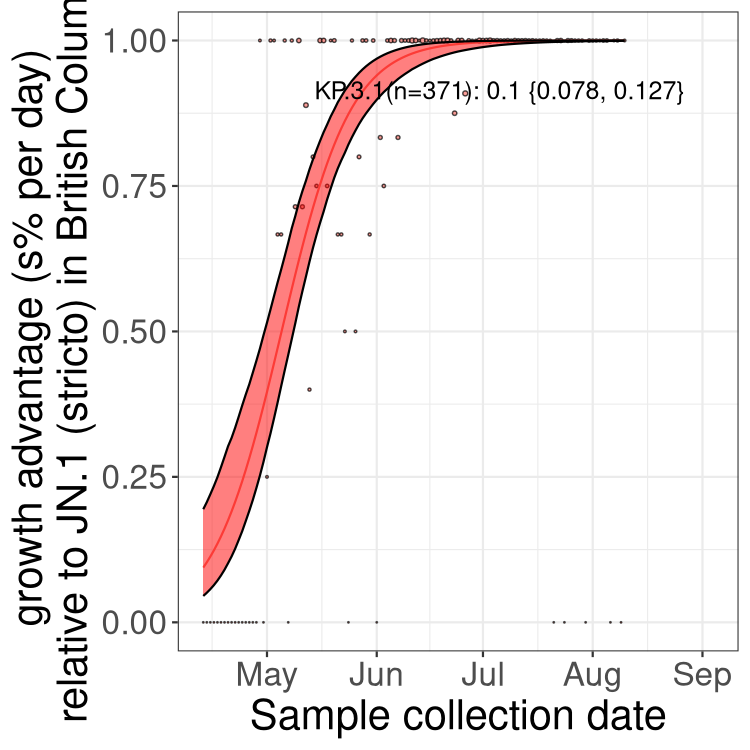 growth advantage (s% per day)
relative to JN.1 (stricto) in British Colum
1.00
0.75
0.50
0.25
0.00
KP.3.1(n=371): 0.1 {0.078, 0.127}
May Jun Jul Aug Sep
Sample collection date